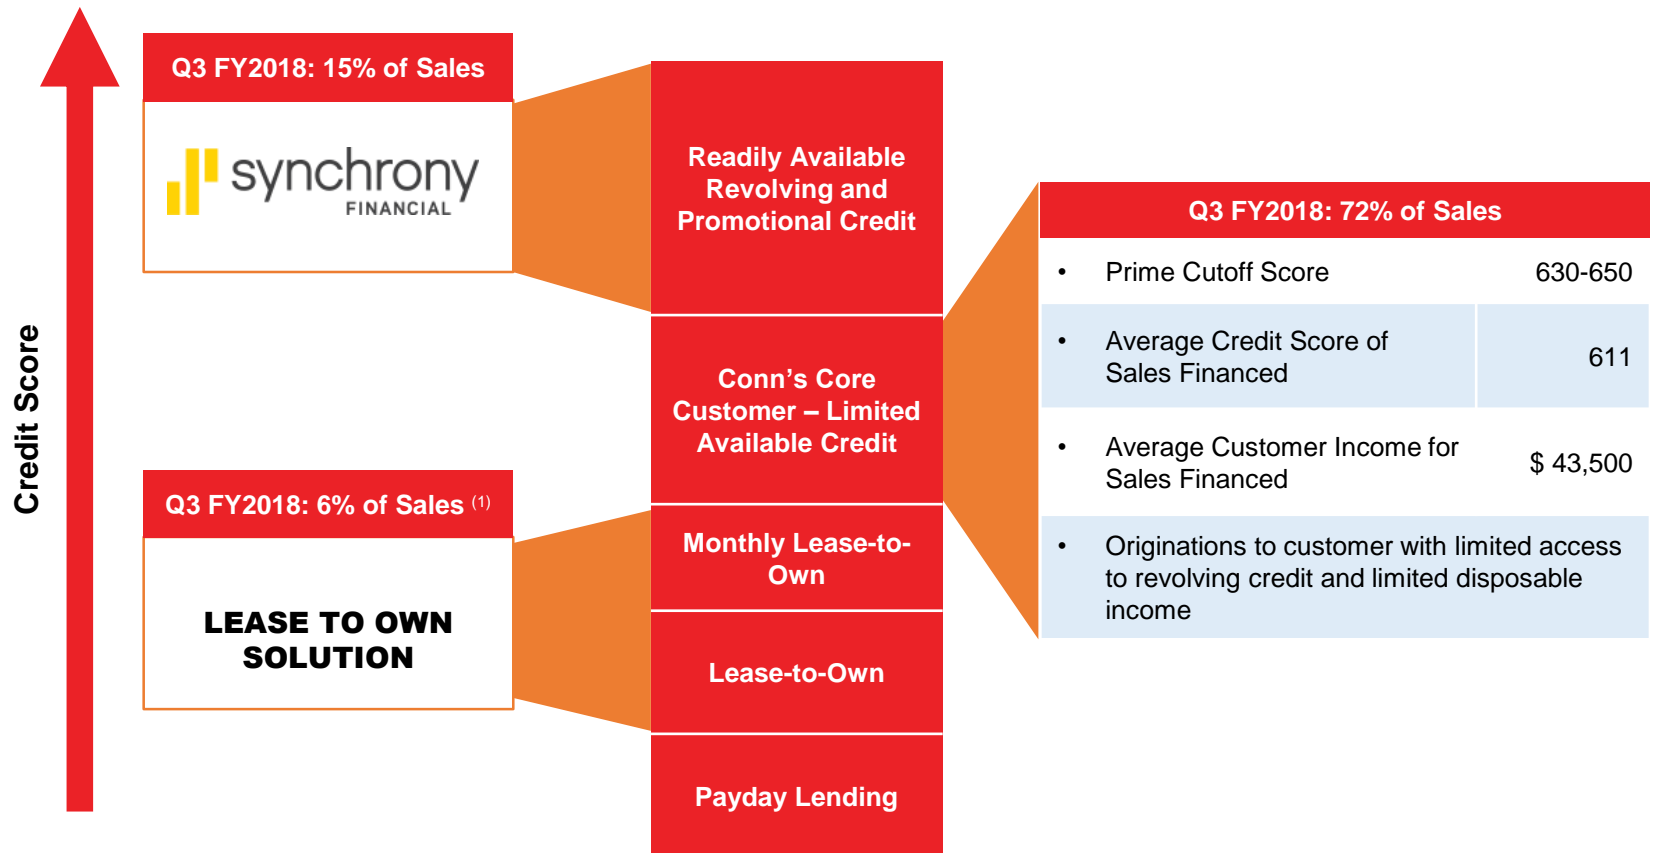 Credit Score
Q3 FY2018: 15% of Sales
synchrony
FINANCIAL
Q3 FY2018: 6% of Sales (1)
LEASE TO OWN
SOLUTION
Readily Available
Revolving and
Promotional Credit
Conn’s Core
Customer – Limited
Available Credit
Monthly Lease-to-
Own
Lease-to-Own
Payday Lending
Q3 FY2018: 72% of Sales
• Prime Cutoff Score 630-650
• Average Credit Score of
Sales Financed 611
• Average Customer Income for
Sales Financed $ 43,500
• Originations to customer with limited access
to revolving credit and limited disposable
income